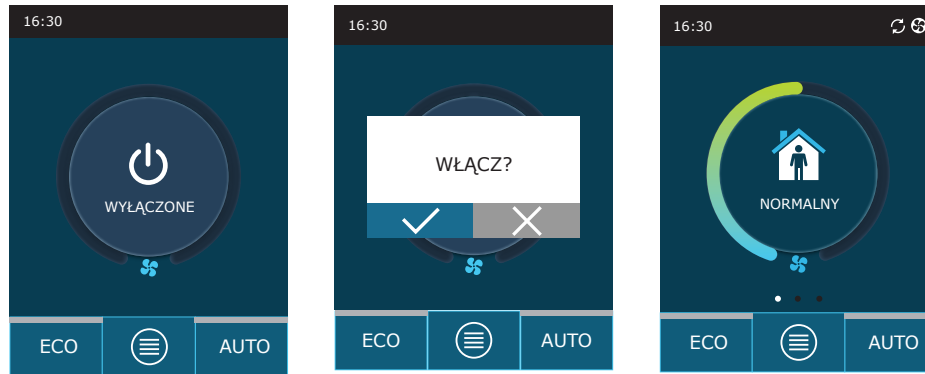 16:30
WYŁĄCZONE
ECO
AUTO
16:30
WŁĄCZ?
ECO
AUTO
16:30
NORMALNY
ECO
AUTO